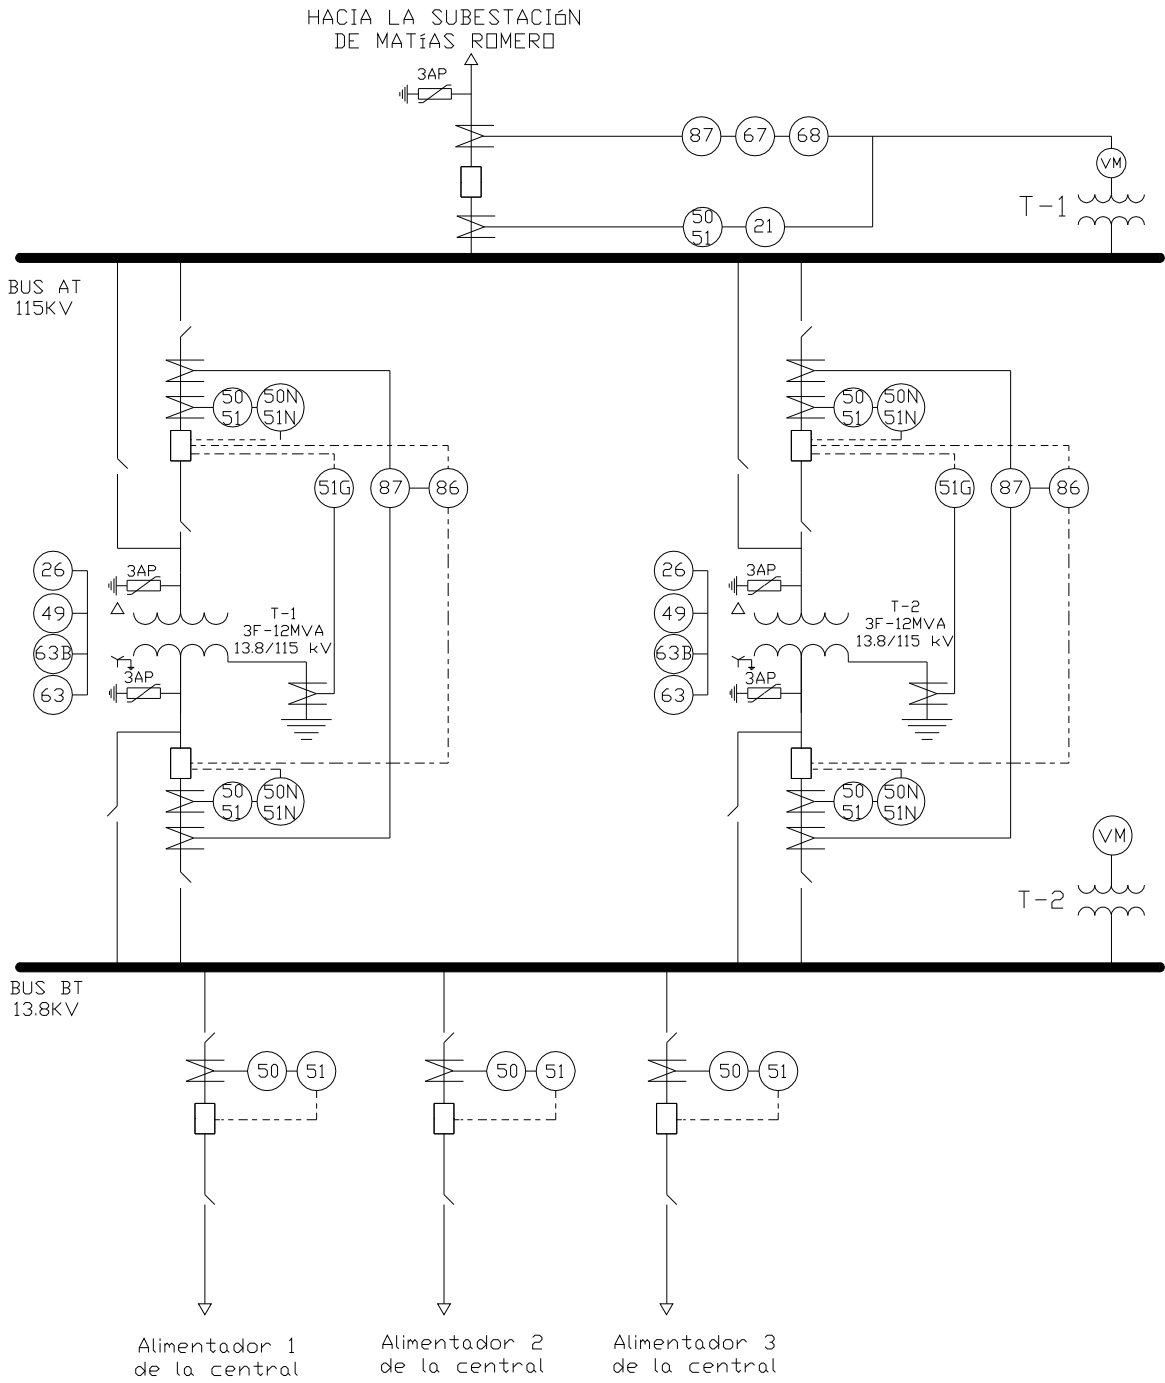 HACIA LA SUBESTACIóN
DE MATíAS ROMERO
3AP
87
67
68
VM
T-1
50
51
21
BUS AT
115KV
50
51
50N
51N
50
51
50N
51N
51G
87
86
51G
87
86
26
3AP
26
3AP
49
T-1
3F-12MVA
13.8/115 kV
49
T-2
3F-12MVA
13.8/115 kV
63B
63B
63
3AP
63
3AP
50
51
50N
51N
50
51
50N
51N
VM
T-2
BUS BT
13.8KV
50
51
50
51
50
51
Alimentador 1
de la central
Alimentador 2
de la central
Alimentador 3
de la central